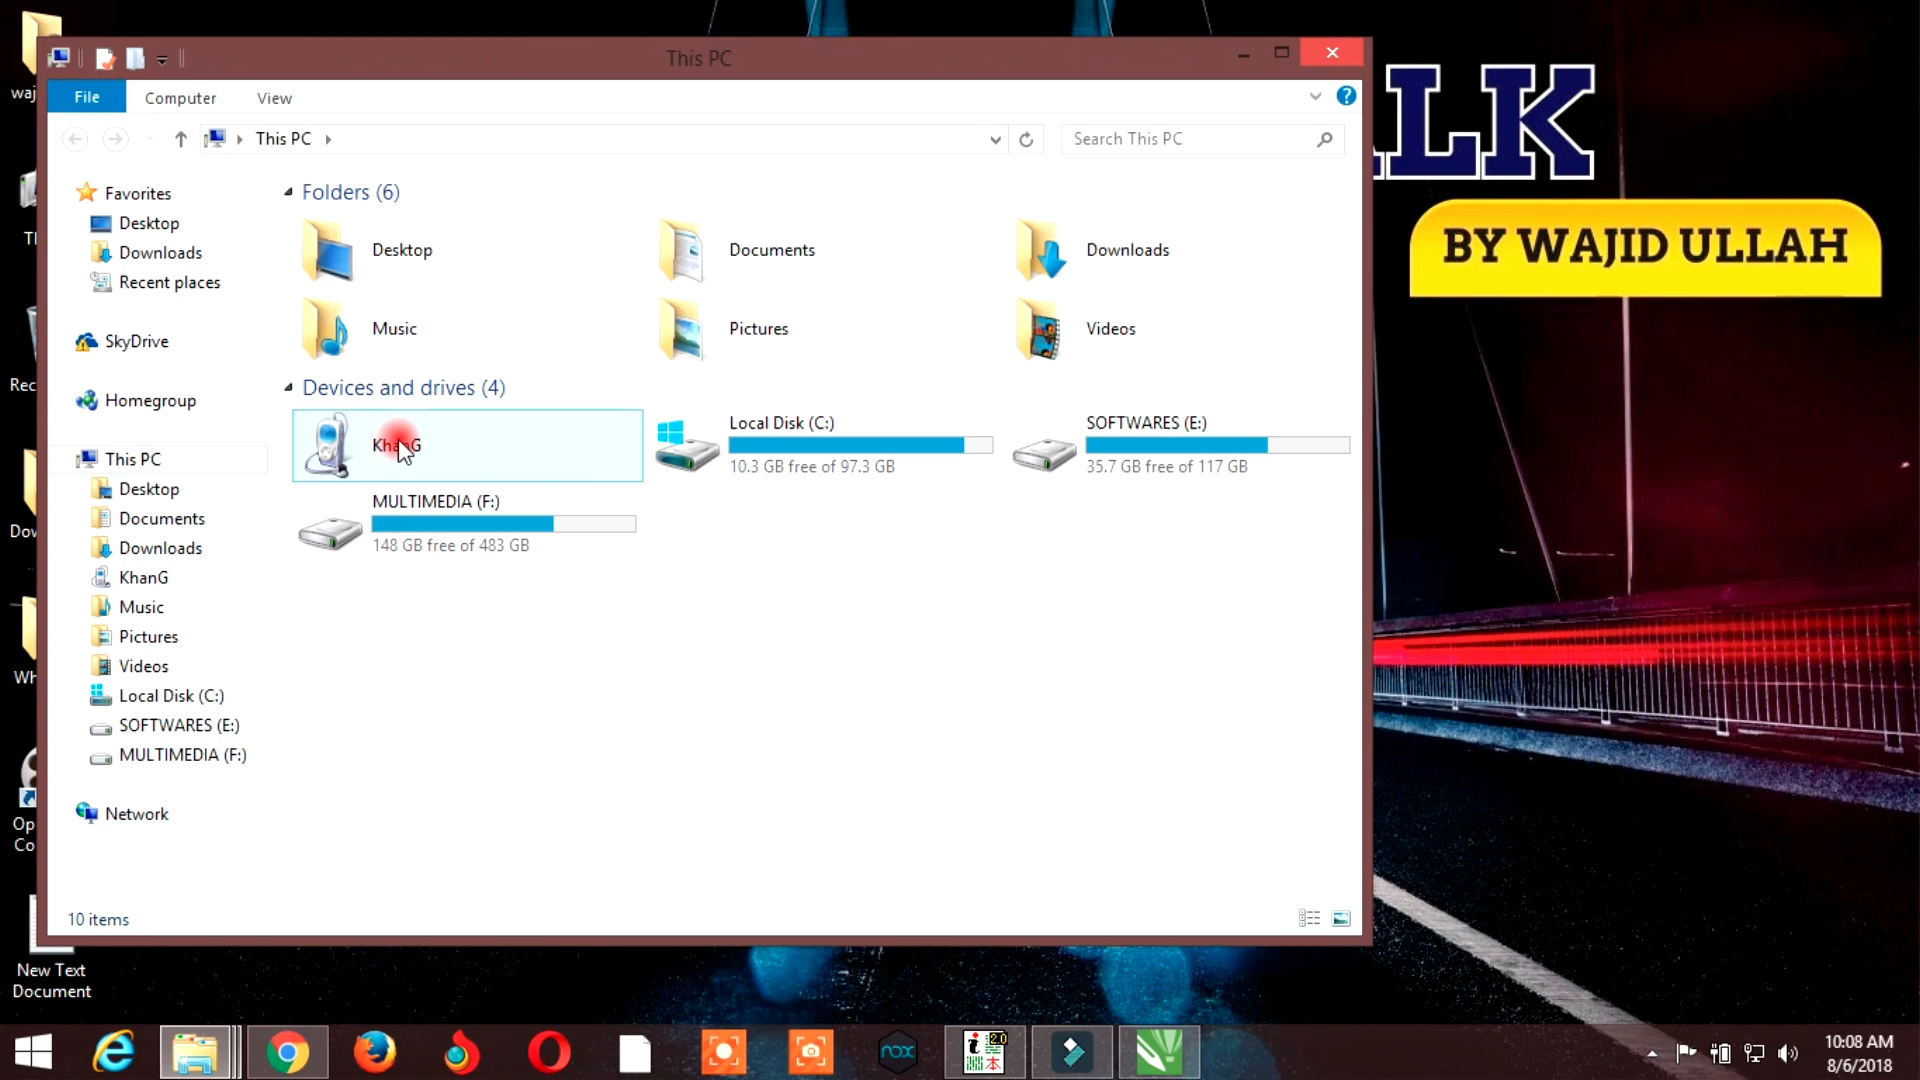 This PC
File
Computer
View
This PC
Search This PC
Favorites
Desktop
Downloads
Recent places
SkyDrive
Homegroup
This PC
Desktop
Documents
Downloads
KhanG
Music
Pictures
Videos
Local Disk (C:)
SOFTWARES (E:)
MULTIMEDIA (F:)
Network
Folders (6)
Desktop
Documents
Downloads
Music
Pictures
Videos
Devices and drives (4)
KhanG
Local Disk (C:)
10.3 GB free of 97.3 GB
SOFTWARES (E:)
35.7 GB free of 117 GB
MULTIMEDIA (F:)
148 GB free of 483 GB
10 items
LK
BY WAJID ULLAH
New Text
Document
nox
2.0
10:08 AM
8/6/2018